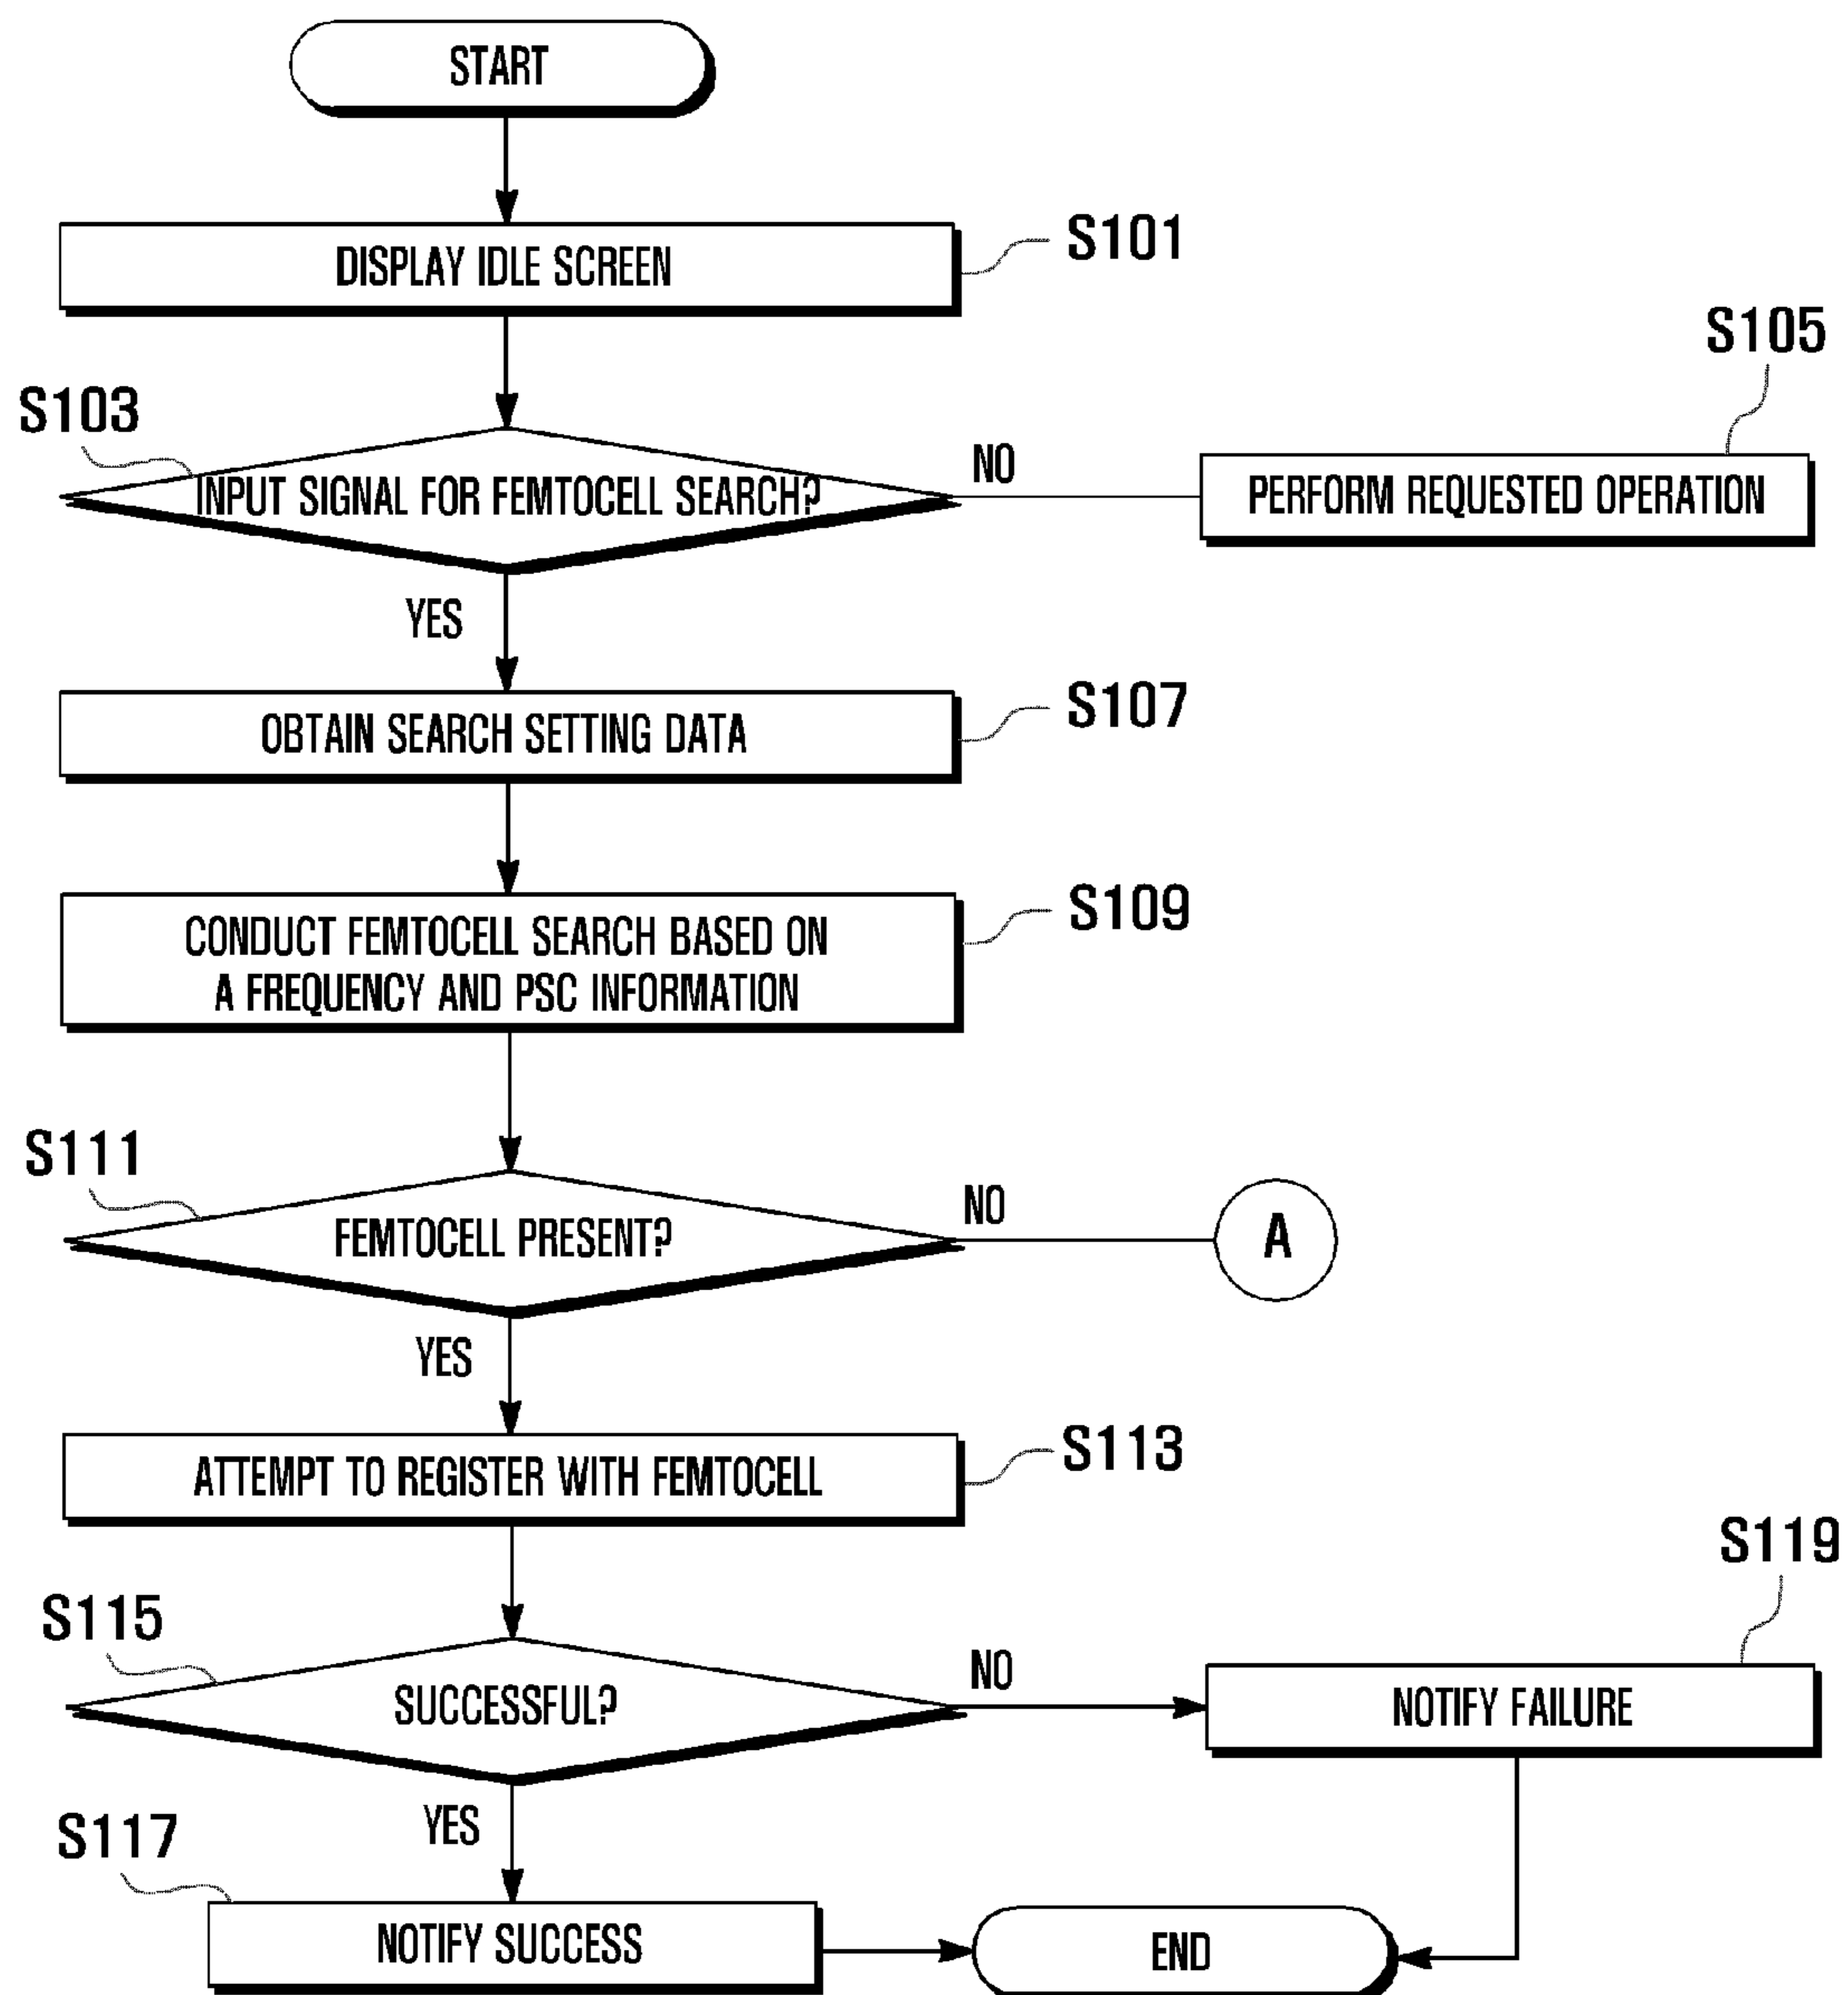 START
DISPLAY IDLE SCREEN
S101
S105
S103
INPUT SIGNAL FOR FEMTOCELL SEARCH?
NO
PERFORM REQUESTED OPERATION
YES
OBTAIN SEARCH SETTING DATA
S107
CONDUCT FEMTOCELL SEARCH BASED ON
A FREQUENCY AND PSC INFORMATION
S109
S111
FEMTOCELL PRESENT?
NO
A
YES
ATTEMPT TO REGISTER WITH FEMTOCELL
S113
S119
S115
SUCCESSFUL?
NO
NOTIFY FAILURE
YES
S117
NOTIFY SUCCESS
END